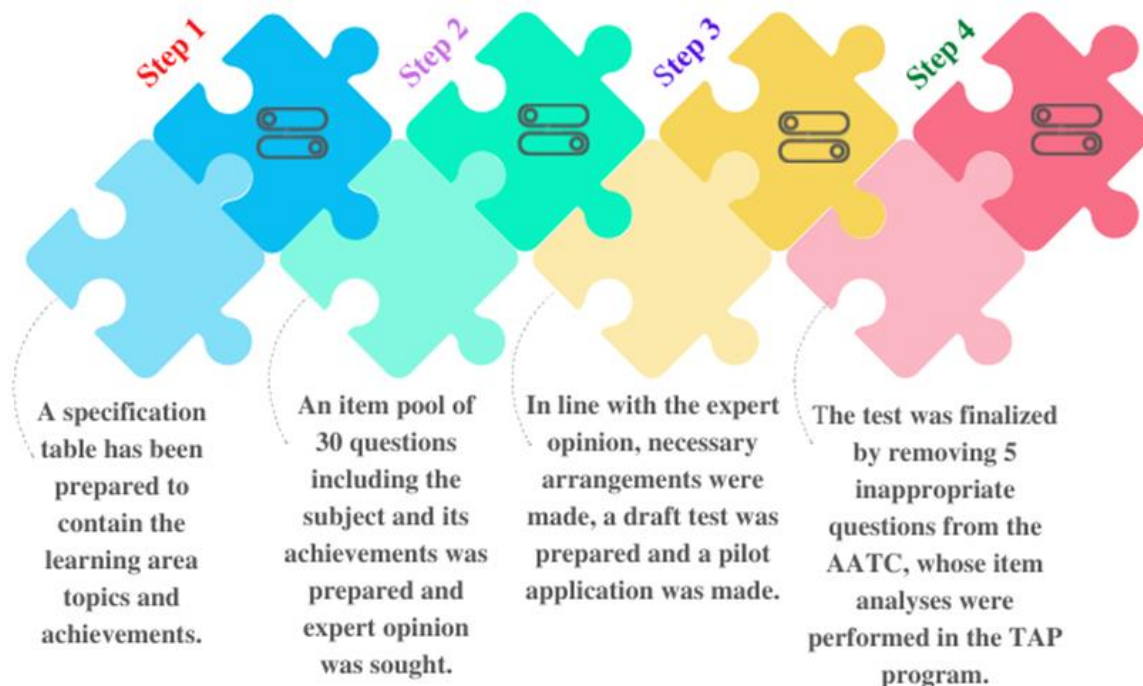 Step 1
Step 2
Step 3
Step 4
A specification
table has been
prepared to
contain the
learning area
topics and
achievements.
An item pool of
30 questions
including the
subject and its
achievements was
prepared and
expert opinion
was sought.
In line with the expert
opinion, necessary
arrangements were
made, a draft test was
prepared and a pilot
application was made.
The test was finalized
by removing 5
inappropriate
questions from the
AATC, whose item
analyses were
performed in the TAP
program.